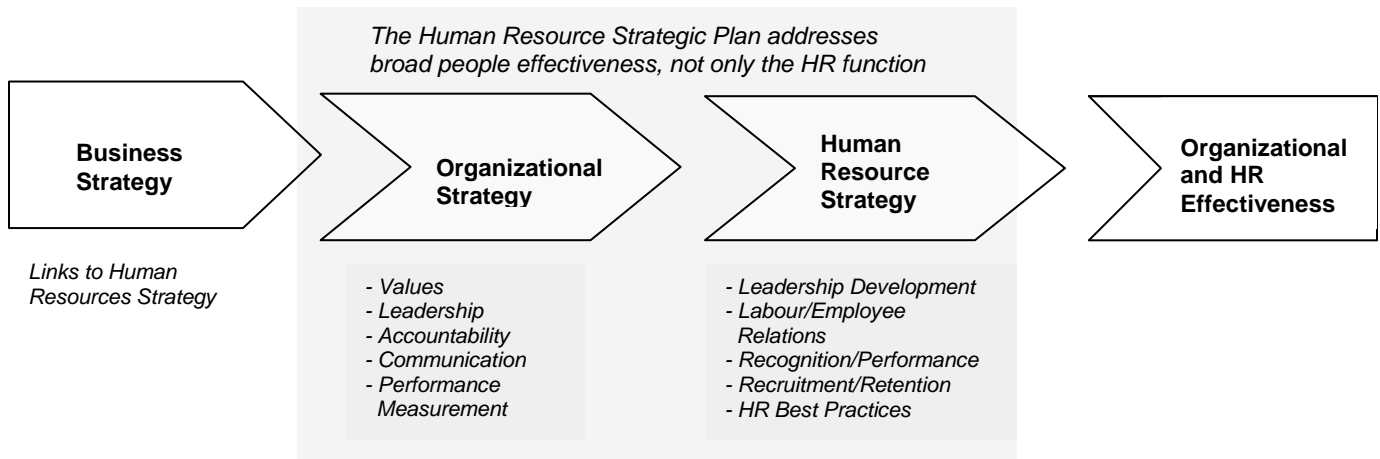 The Human Resource Strategic Plan addresses
broad people effectiveness, not only the HR function
Business
Strategy
Organizational
Strategy
Human
Resource
Strategy
Organizational
and HR
Effectiveness
Links to Human
Resources Strategy
- Values
- Leadership
- Accountability
- Communication
- Performance
Measurement
- Leadership Development
- Labour/Employee
Relations
- Recognition/Performance
- Recruitment/Retention
- HR Best Practices